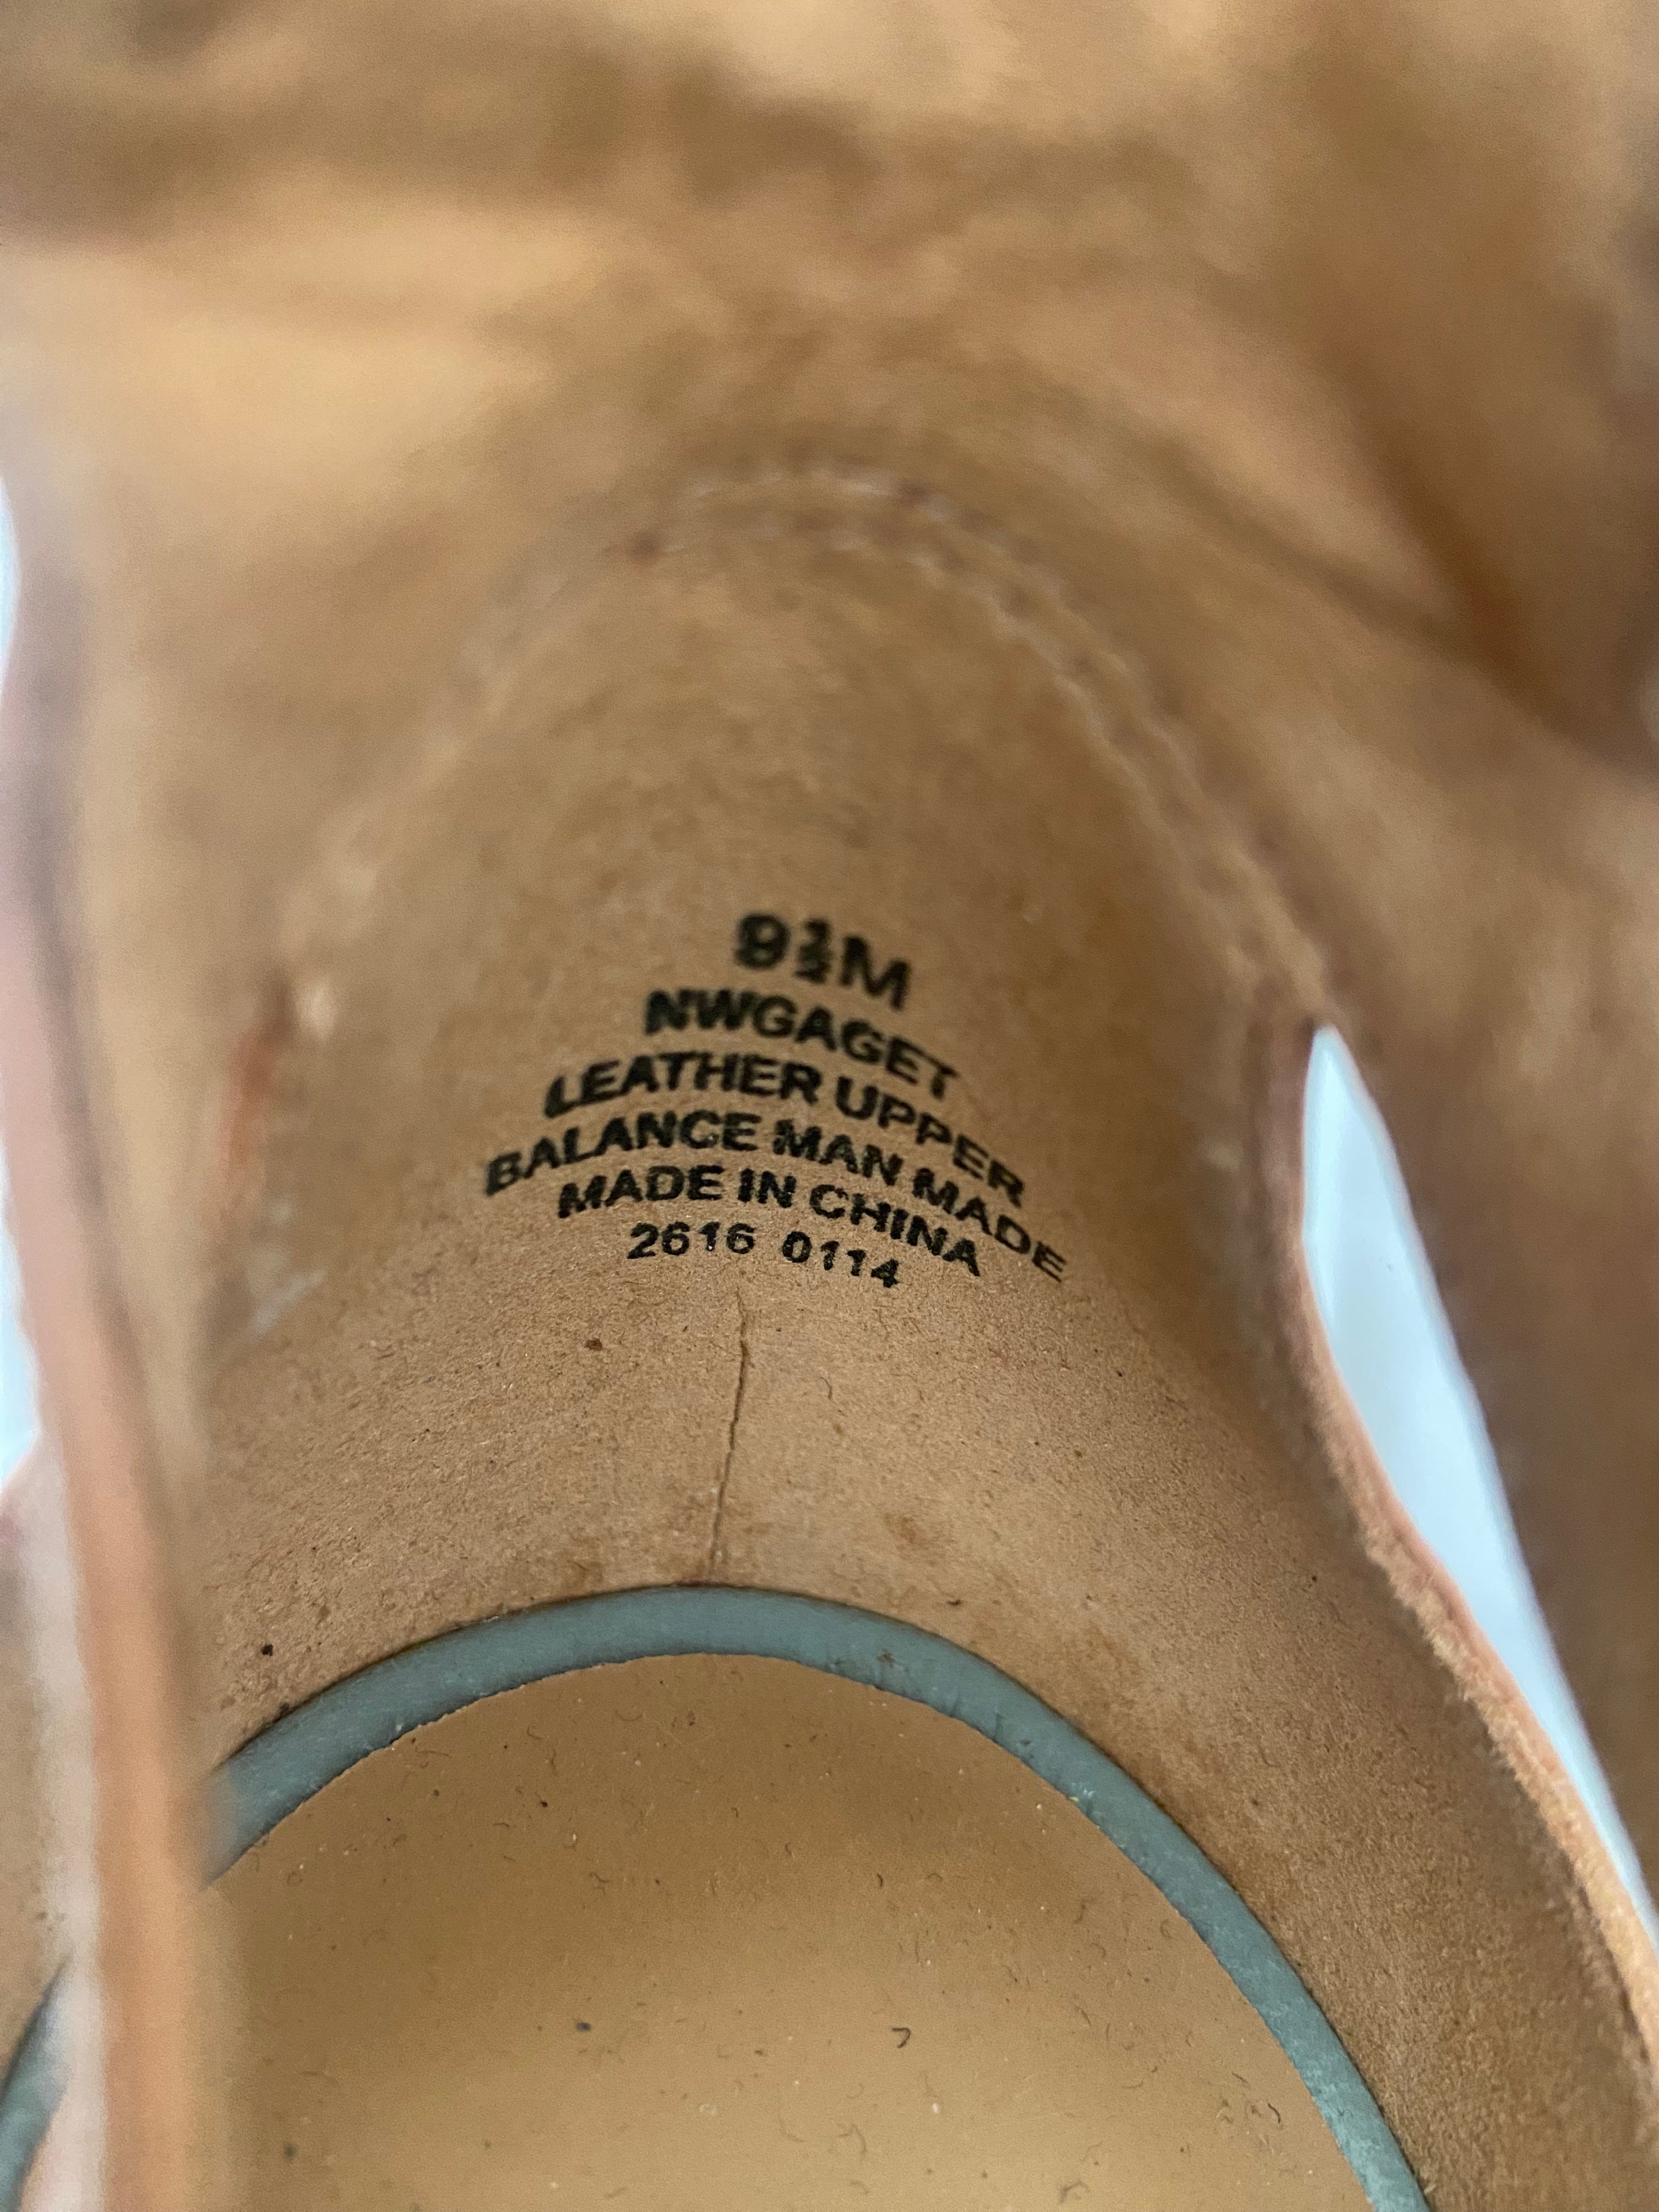 9½M
NWGAGET
LEATHER UPPER
BALANCE MAN MADE
MADE IN CHINA
2616 0114